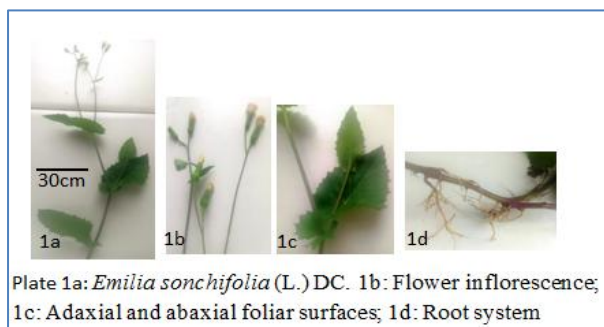 30cm
1a
1b
1c
1d
Plate 1a: Emilia sonchifolia (L.) DC. 1b: Flower inflorescence;
1c: Adaxial and abaxial foliar surfaces; 1d: Root system